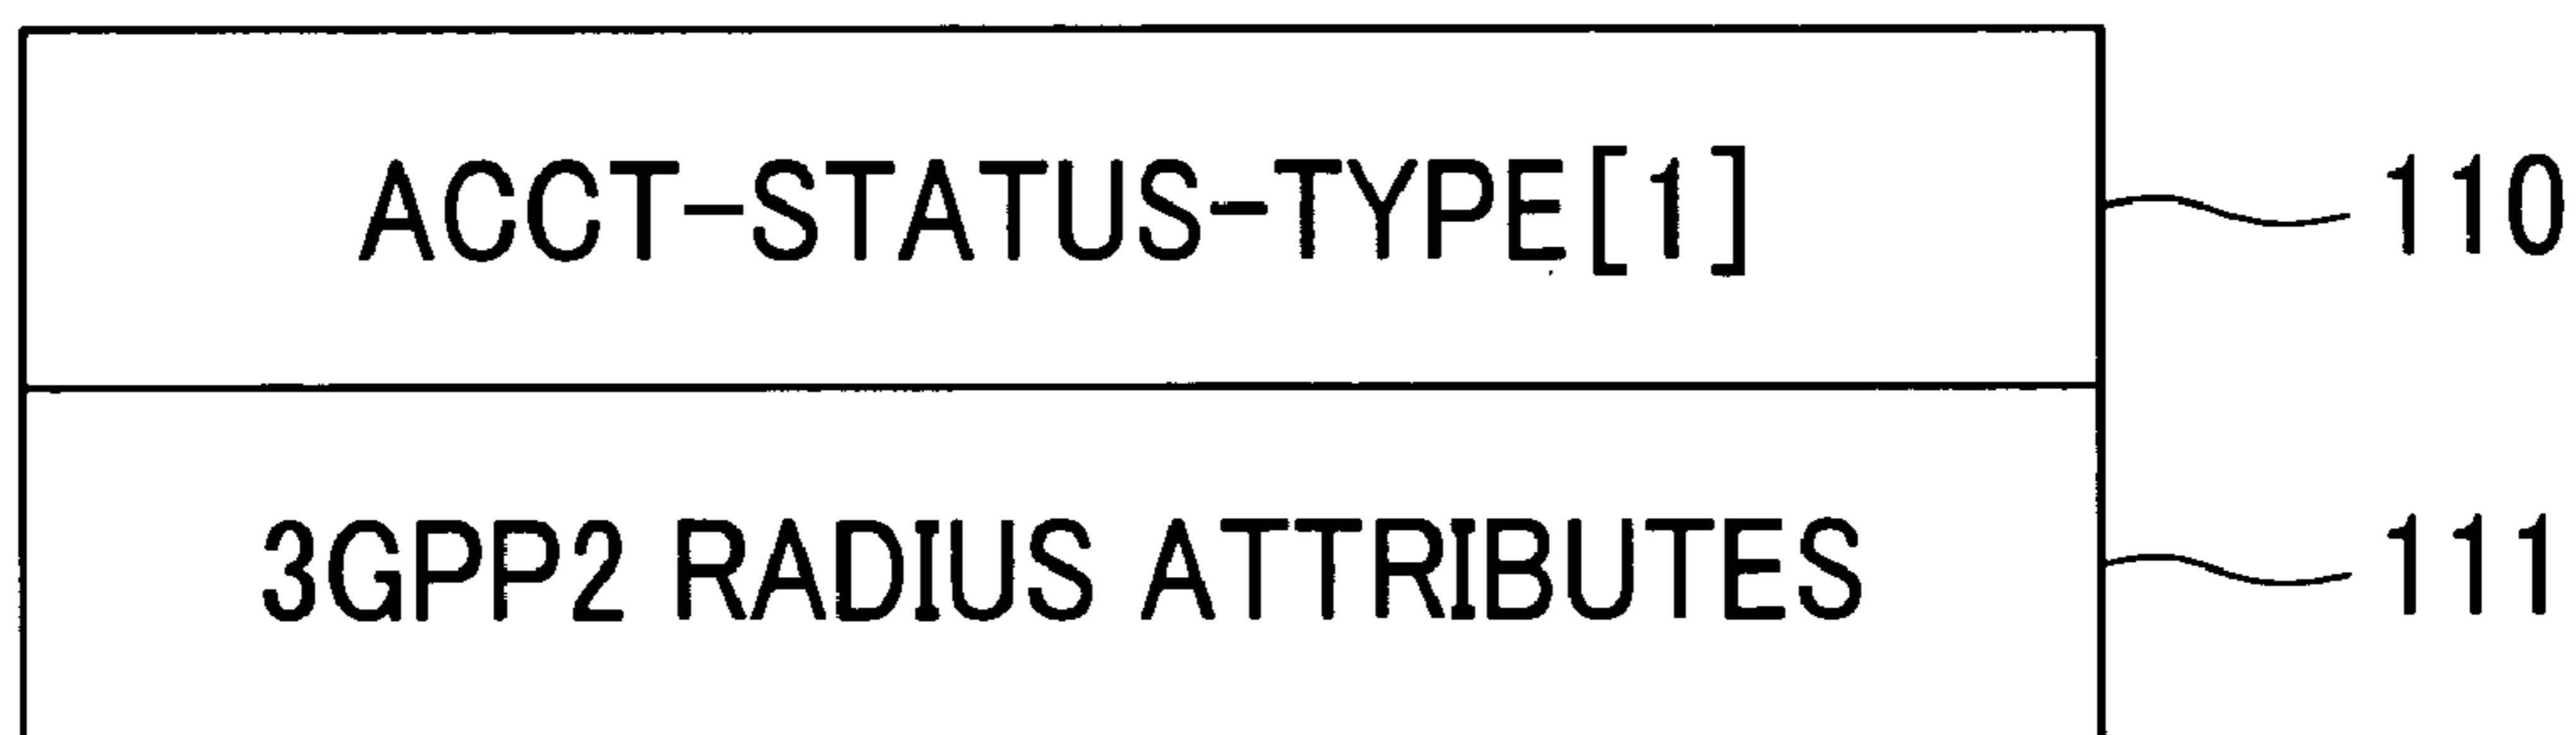 ACCT-STATUS-TYPE[1] 110
3GPP2 RADIUS ATTRIBUTES 111